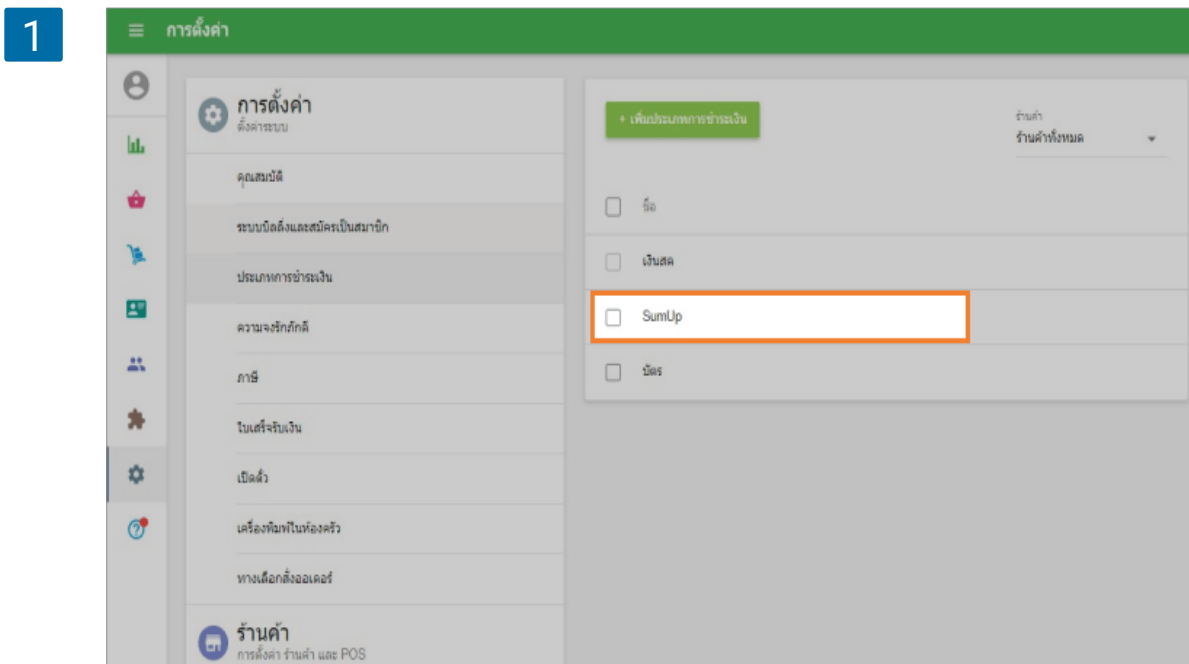 1
การตั้งค่า
การตั้งค่า
ตั้งค่าระบบ
คุณสมบัติ
ระบบบิลลิ่งและสมัครเป็นสมาชิก
ประเภทการชำระเงิน
ความจงรักภักดี
ภาษี
ใบเสร็จรับเงิน
เปิดตั๋ว
เครื่องพิมพ์ในห้องครัว
ทางเลือกสั่งออเดอร์
ร้านค้า
การตั้งค่า ร้านค้า และ POS
+ เพิ่มประเภทการชำระเงิน
ร้านค้า
ร้านค้าทั้งหมด
ชื่อ
เงินสด
SumUp
บัตร